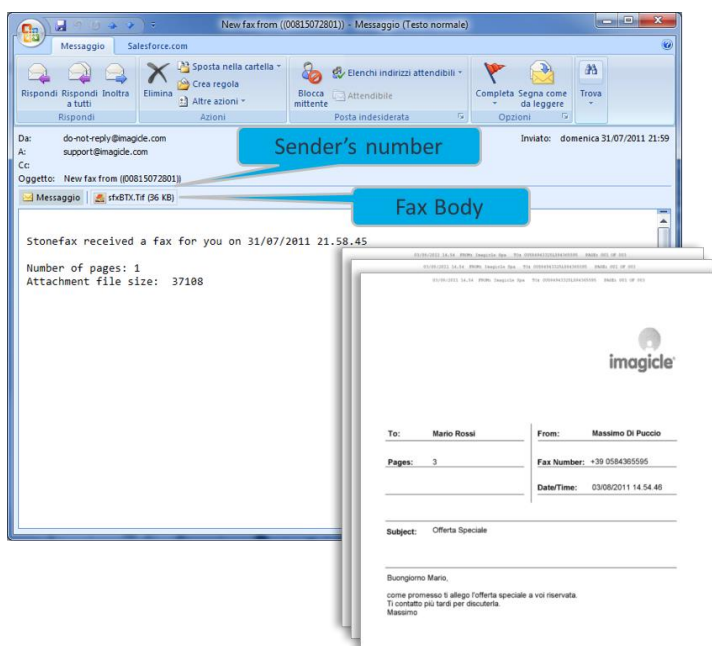 New fax from ((00815072801)) - Messaggio (Testo normale)
Messaggio Salesforce.com
Rispondi Rispondi a tutti Inoltra
Elimina
Sposta nella cartella
Crea regola
Altre azioni
Blocca mittente
Elenchi indirizzi attendibili
Attendibile
Completa Segna come da leggere
Trova
Rispondi Azioni Posta indesiderata Opzioni
Da: do-not-reply@imagicle.com Inviato: domenica 31/07/2011 21:59
A: support@imagicle.com
Cc:
Oggetto: New fax from ((00815072801))
Sender's number
Messaggio sfxBTX.Tif (36 KB)
Fax Body
Stonefax received a fax for you on 31/07/2011 21.58.45
Number of pages: 1
Attachment file size: 37108
imagicle
To: Mario Rossi From: Massimo Di Puccio
Pages: 3 Fax Number: +39 0584365595
Date/Time: 03/08/2011 14.54.46
Subject: Offerta Speciale
Buongiorno Mario,
come promesso ti allego l'offerta speciale a voi riservata.
Ti contatto più tardi per discuterla.
Massimo